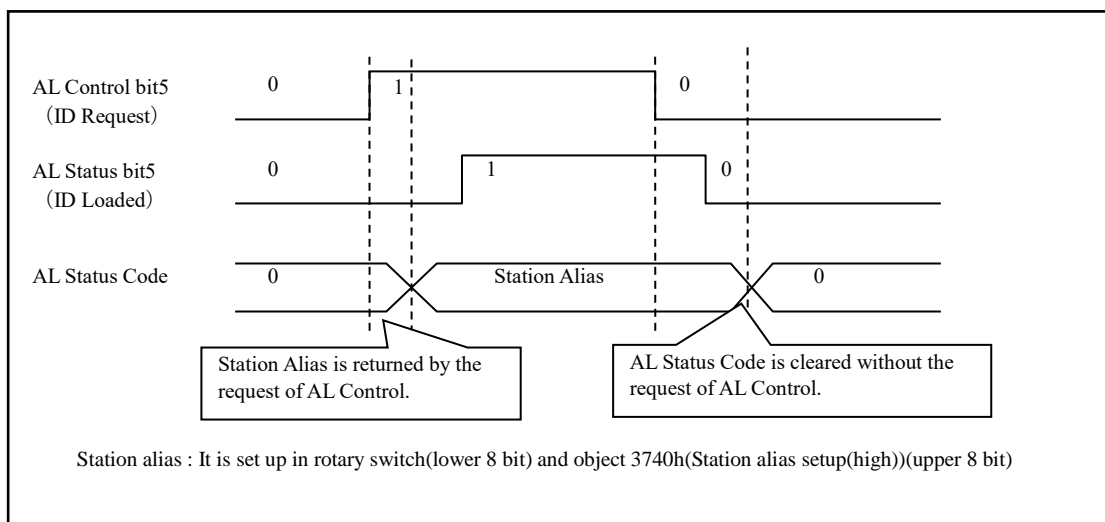 AL Control bit5
（ID Request）
0
1
0
AL Status bit5
（ID Loaded）
0
1
0
AL Status Code
0
Station Alias
0
Station Alias is returned by the
request of AL Control.
AL Status Code is cleared without the
request of AL Control.
Station alias : It is set up in rotary switch(lower 8 bit) and object 3740h(Station alias setup(high))(upper 8 bit)